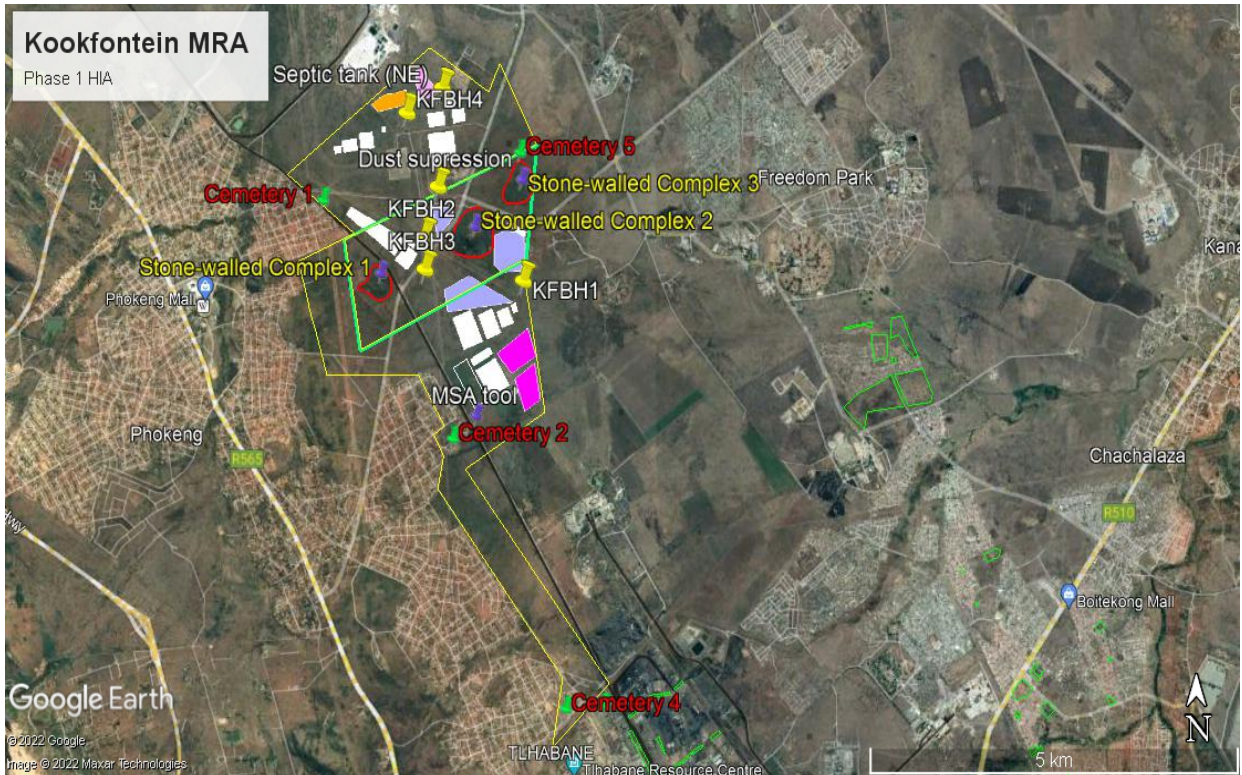 Kookfontein MRA
Phase 1 HIA
Septic tank (NE)
KFBH4
Cemetery 5
Dust supression
Stone-walled Complex 3
Freedom Park
Cemetery 1
KFBH2
Stone-walled Complex 2
KFBH3
Kana
Stone-walled Complex 1
Phokeng Mall
W
KFBH1
MSA tool
Cemetery 2
Phokeng
R565
Chachalaza
R510
Hwy
Boitekong Mall
Google Earth
Cemetery 4
N
©2022 Google
TLHABANE
5 km
Image © 2022 Maxar Technologies
Tlhabane Resource Centre